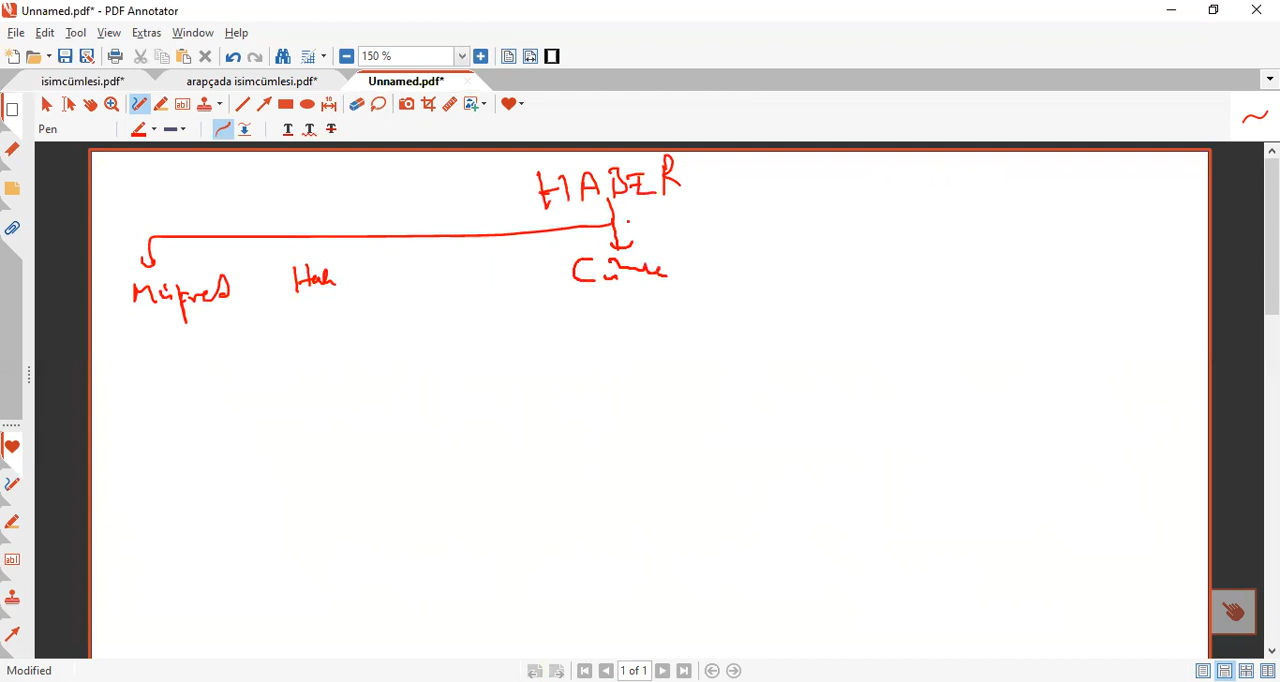 Unnamed.pdf* - PDF Annotator
File Edit Tool View Extras Window Help
150 %
isimcümlesi.pdf* arapçada isimcümlesi.pdf* Unnamed.pdf*
Pen
HABER
Müfred Cümle
Modified
1 of 1